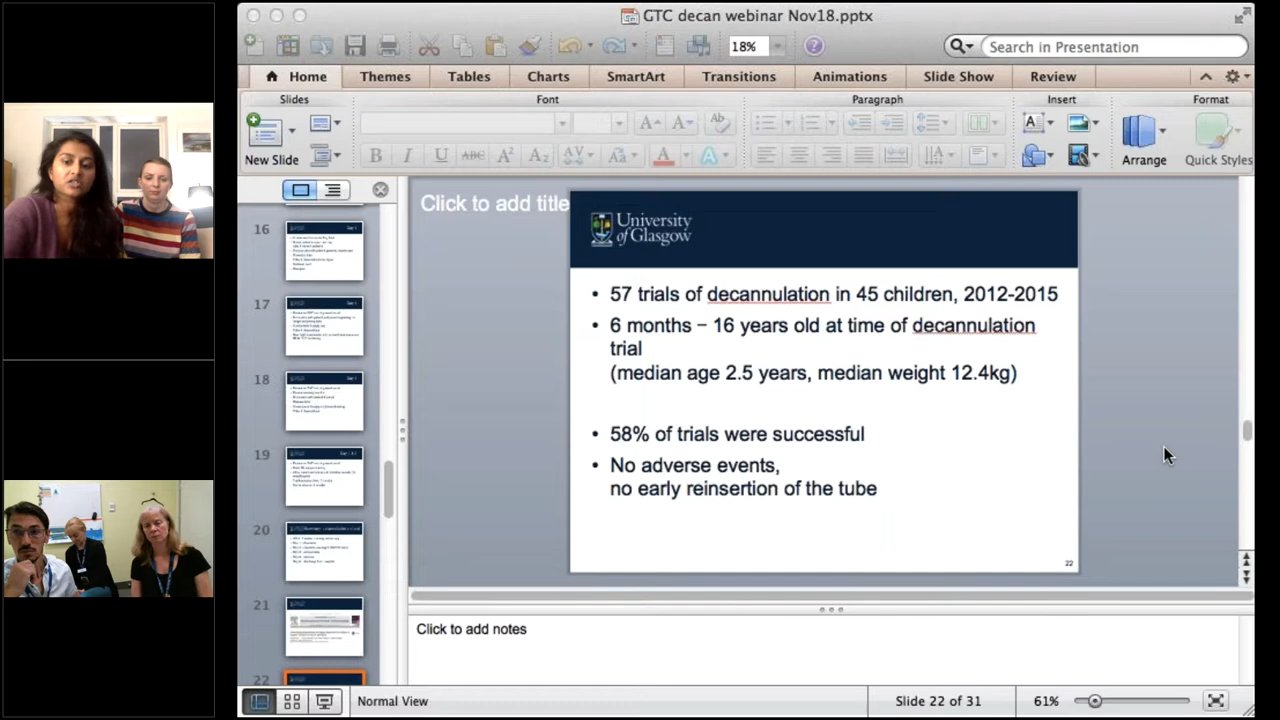 GTC decan webinar Nov18.pptx
18%
Search in Presentation
Home
Themes
Tables
Charts
SmartArt
Transitions
Animations
Slide Show
Review
Slides
Font
Paragraph
Insert
Format
New Slide
Arrange
Quick Styles
Click to add title
University
of Glasgow
• 57 trials of decannulation in 45 children, 2012-2015
• 6 months – 16 years old at time of decannulation
trial
(median age 2.5 years, median weight 12.4kg)
• 58% of trials were successful
• No adverse events,
no early reinsertion of the tube
22
16
17
18
19
20
21
22
Normal View
Slide 22 of 31
61%